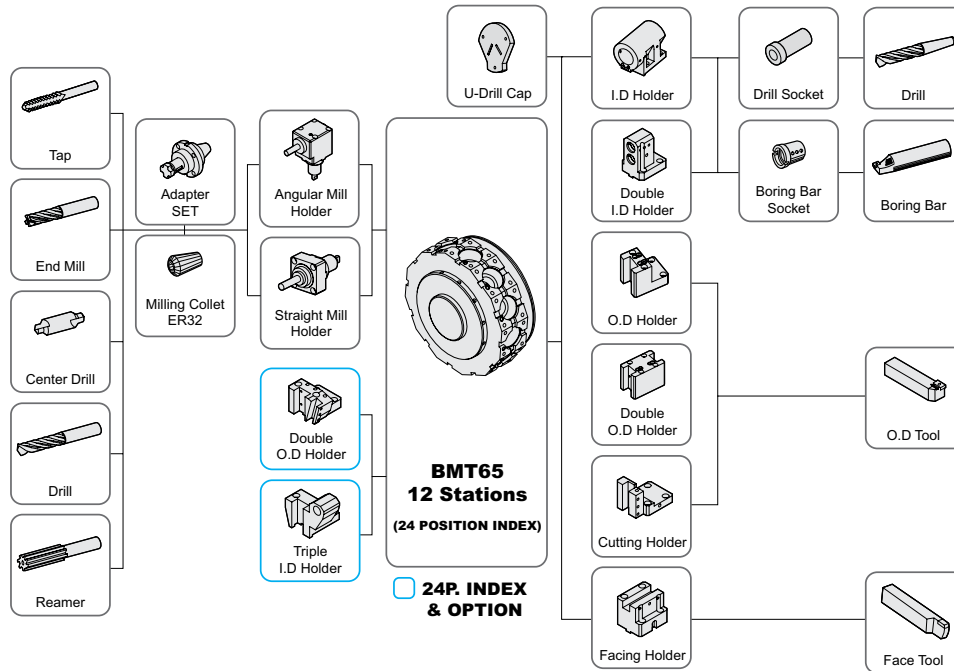 Tap
End Mill
Center Drill
Drill
Reamer
Adapter
SET
Milling Collet
ER32
Angular Mill
Holder
Straight Mill
Holder
Double
O.D Holder
Triple
I.D Holder
BMT65
12 Stations
(24 POSITION INDEX)
24P. INDEX
& OPTION
U-Drill Cap
I.D Holder
Double
I.D Holder
O.D Holder
Double
O.D Holder
Cutting Holder
Facing Holder
Drill Socket
Boring Bar
Socket
Drill
Boring Bar
O.D Tool
Face Tool